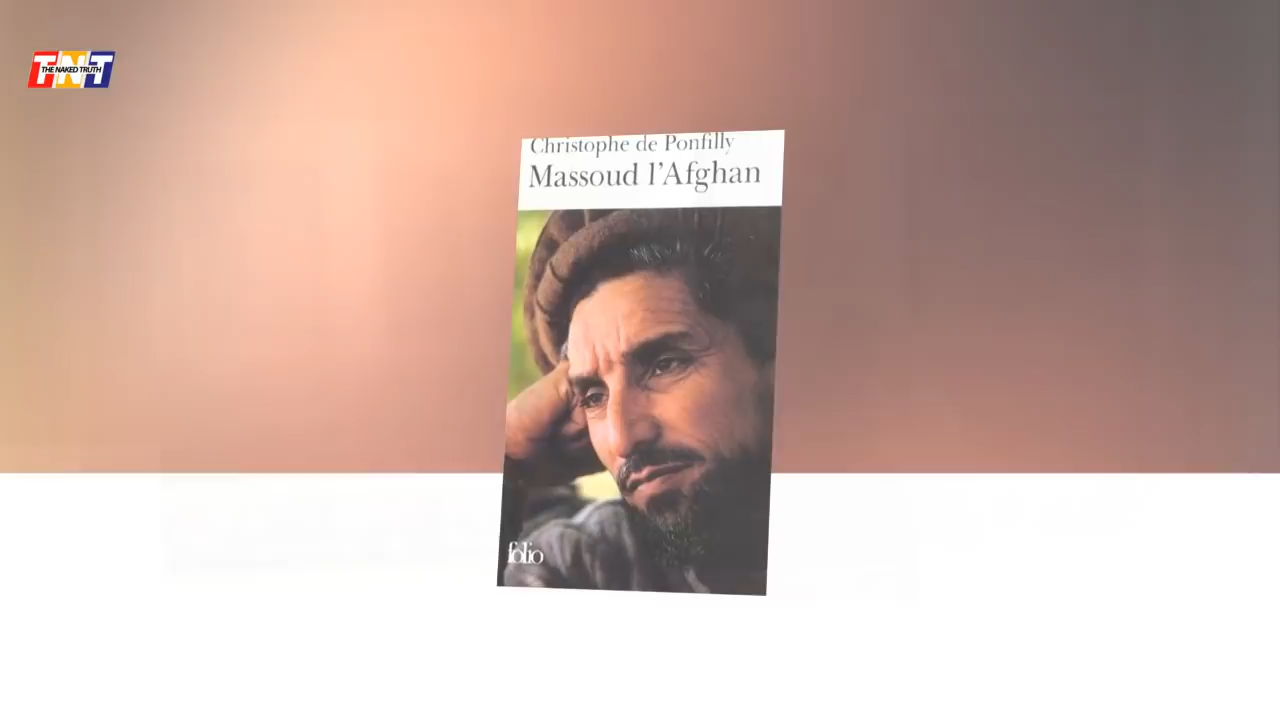 TNT
THE NAKED TRUTH
Christophe de Ponfilly
Massoud l'Afghan
folio